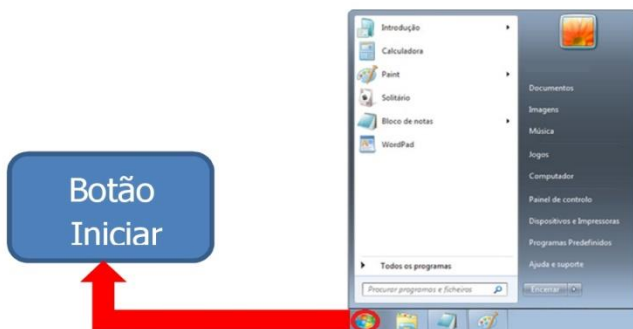 Botão
Iniciar
Introdução
Calculadora
Paint
Solitário
Bloco de notas
WordPad
Todos os programas
Procurar programas e ficheiros
Documentos
Imagens
Música
Jogos
Computador
Painel de controlo
Dispositivos e Impressoras
Programas Predefinidos
Ajuda e suporte
Encerrar